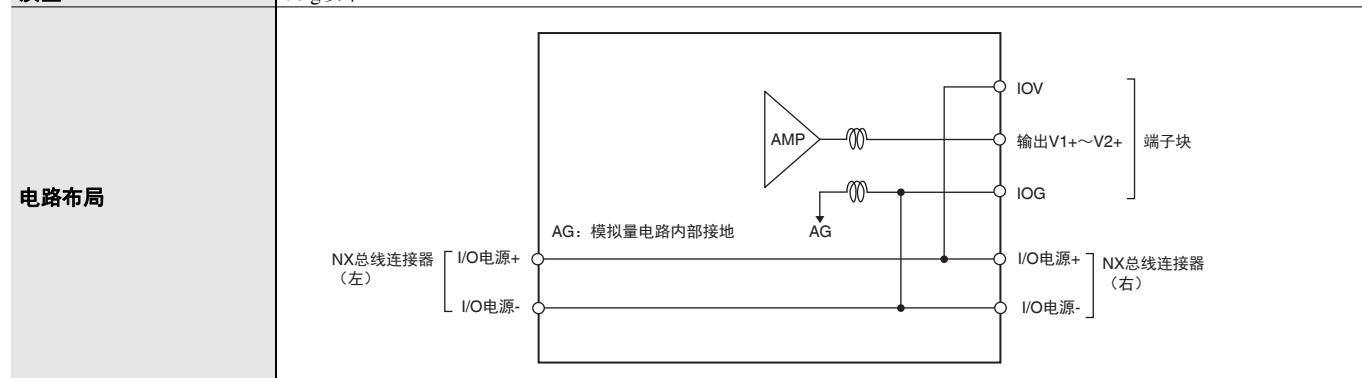 电路布局
IOV
AMP
输出V1+～V2+
端子块
IOG
AG：模拟量电路内部接地
AG
NX总线连接器
（左）
I/O电源+
I/O电源+
NX总线连接器
（右）
I/O电源-
I/O电源-